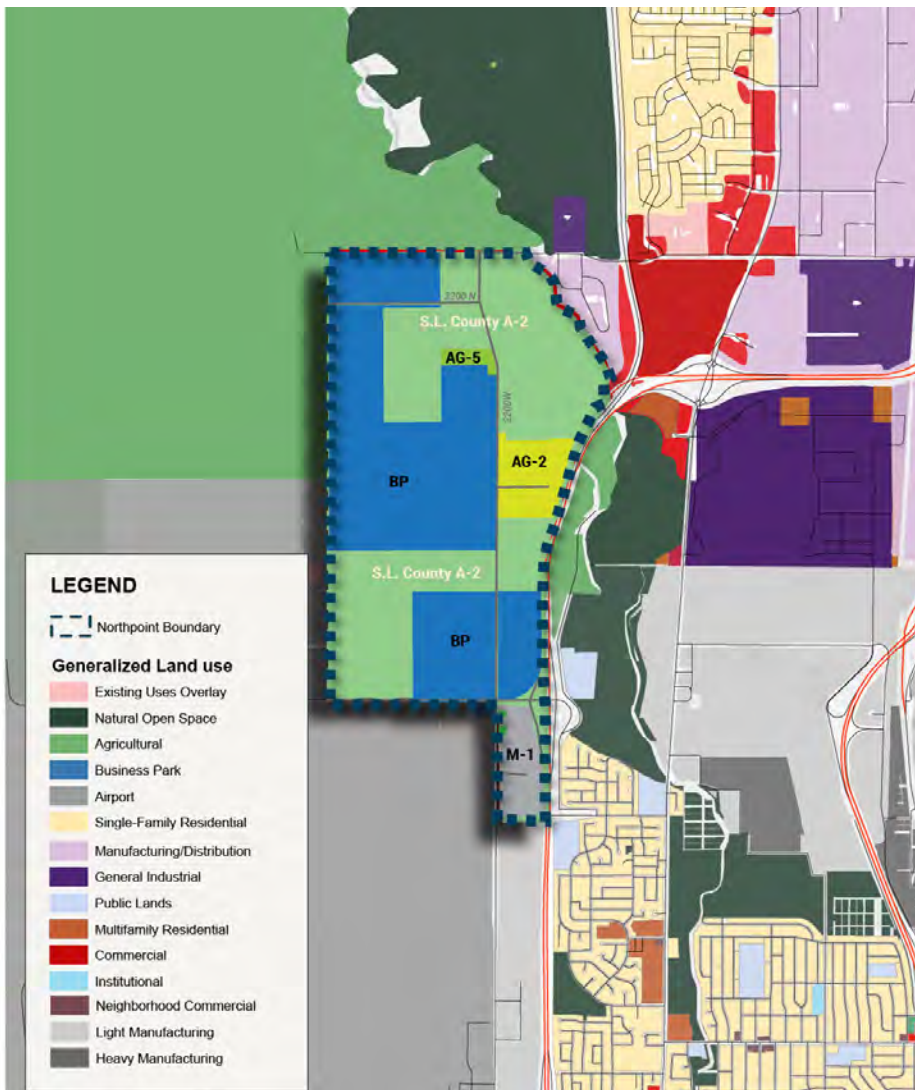 2200 N
S.L. County A-2
AG-5
2200W
AG-2
BP
S.L. County A-2
BP
M-1
LEGEND
Northpoint Boundary
Generalized Land use
Existing Uses Overlay
Natural Open Space
Agricultural
Business Park
Airport
Single-Family Residential
Manufacturing/Distribution
General Industrial
Public Lands
Multifamily Residential
Commercial
Institutional
Neighborhood Commercial
Light Manufacturing
Heavy Manufacturing